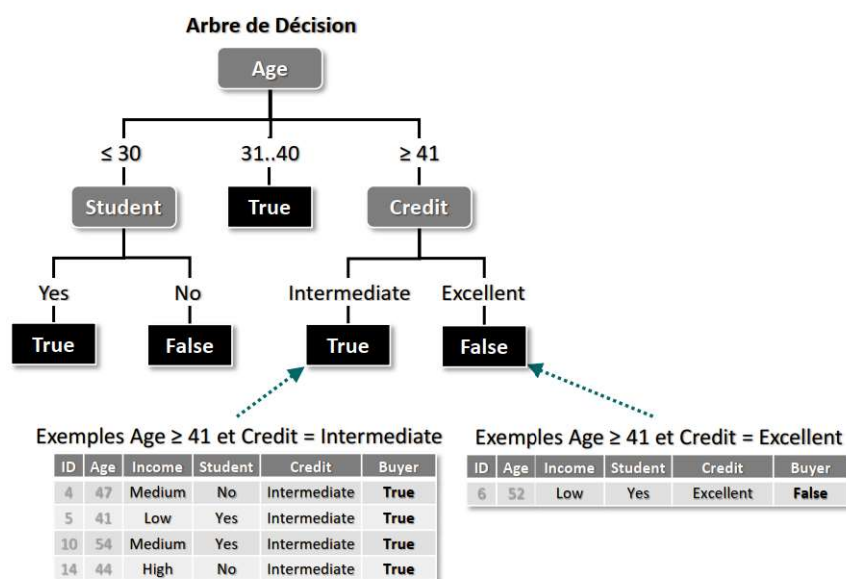 Arbre de Décision
Age
≤ 30 31..40 ≥ 41
Student True Credit
Yes No Intermediate Excellent
True False True False
Exemples Age ≥ 41 et Credit = Intermediate
ID Age Income Student Credit Buyer
4 47 Medium No Intermediate True
5 41 Low Yes Intermediate True
10 54 Medium Yes Intermediate True
14 44 High No Intermediate True
Exemples Age ≥ 41 et Credit = Excellent
ID Age Income Student Credit Buyer
6 52 Low Yes Excellent False